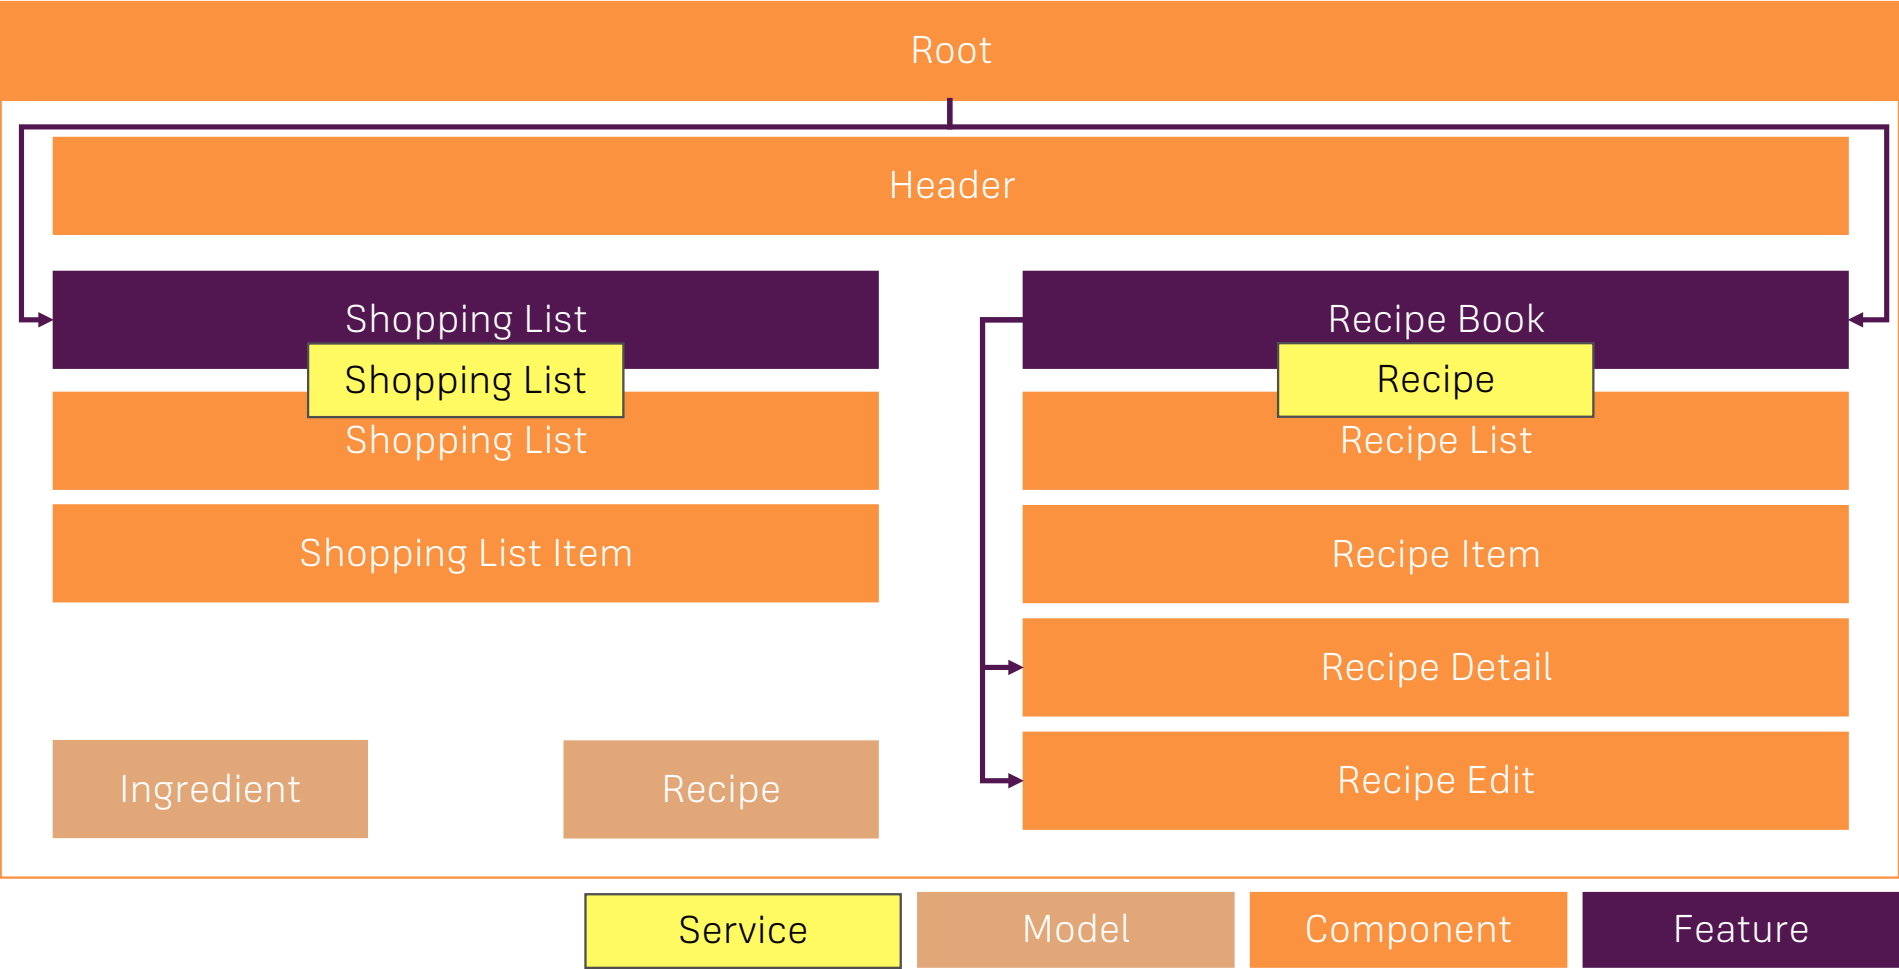 Root
Header
Shopping List
Shopping List
Shopping List
Shopping List Item
Recipe Book
Recipe
Recipe List
Recipe Item
Recipe Detail
Recipe Edit
Ingredient
Recipe
Service
Model
Component
Feature